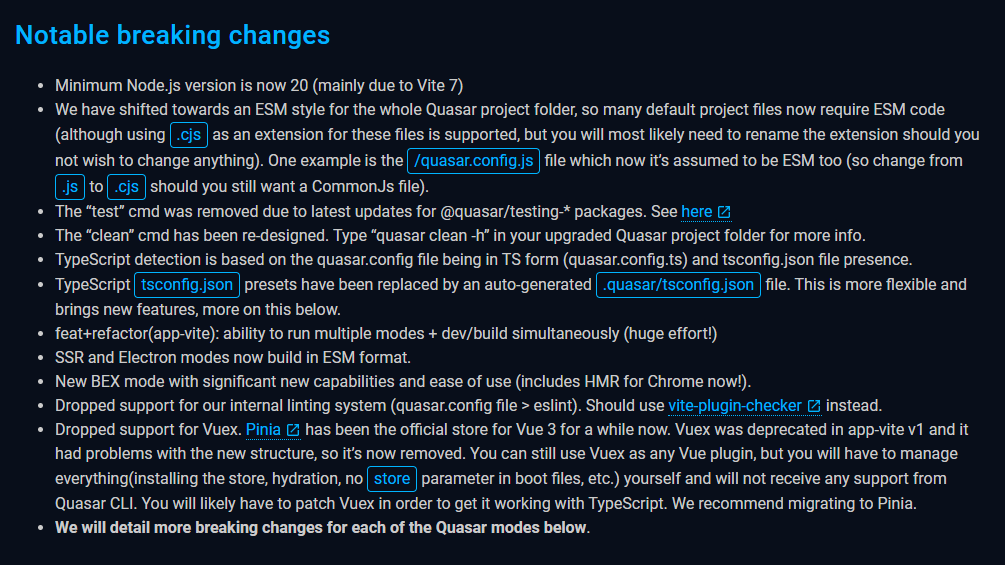 Notable breaking changes
• Minimum Node.js version is now 20 (mainly due to Vite 7)
• We have shifted towards an ESM style for the whole Quasar project folder, so many default project files now require ESM code
(although using .cjs as an extension for these files is supported, but you will most likely need to rename the extension should you
not wish to change anything). One example is the /quasar.config.js file which now it’s assumed to be ESM too (so change from
.js to .cjs should you still want a CommonJs file).
• The “test” cmd was removed due to latest updates for @quasar/testing-* packages. See here
• The “clean” cmd has been re-designed. Type “quasar clean -h” in your upgraded Quasar project folder for more info.
• TypeScript detection is based on the quasar.config file being in TS form (quasar.config.ts) and tsconfig.json file presence.
• TypeScript tsconfig.json presets have been replaced by an auto-generated .quasar/tsconfig.json file. This is more flexible and
brings new features, more on this below.
• feat+refactor(app-vite): ability to run multiple modes + dev/build simultaneously (huge effort!)
• SSR and Electron modes now build in ESM format.
• New BEX mode with significant new capabilities and ease of use (includes HMR for Chrome now!).
• Dropped support for our internal linting system (quasar.config file > eslint). Should use vite-plugin-checker instead.
• Dropped support for Vuex. Pinia has been the official store for Vue 3 for a while now. Vuex was deprecated in app-vite v1 and it
had problems with the new structure, so it’s now removed. You can still use Vuex as any Vue plugin, but you will have to manage
everything(installing the store, hydration, no store parameter in boot files, etc.) yourself and will not receive any support from
Quasar CLI. You will likely have to patch Vuex in order to get it working with TypeScript. We recommend migrating to Pinia.
• We will detail more breaking changes for each of the Quasar modes below.